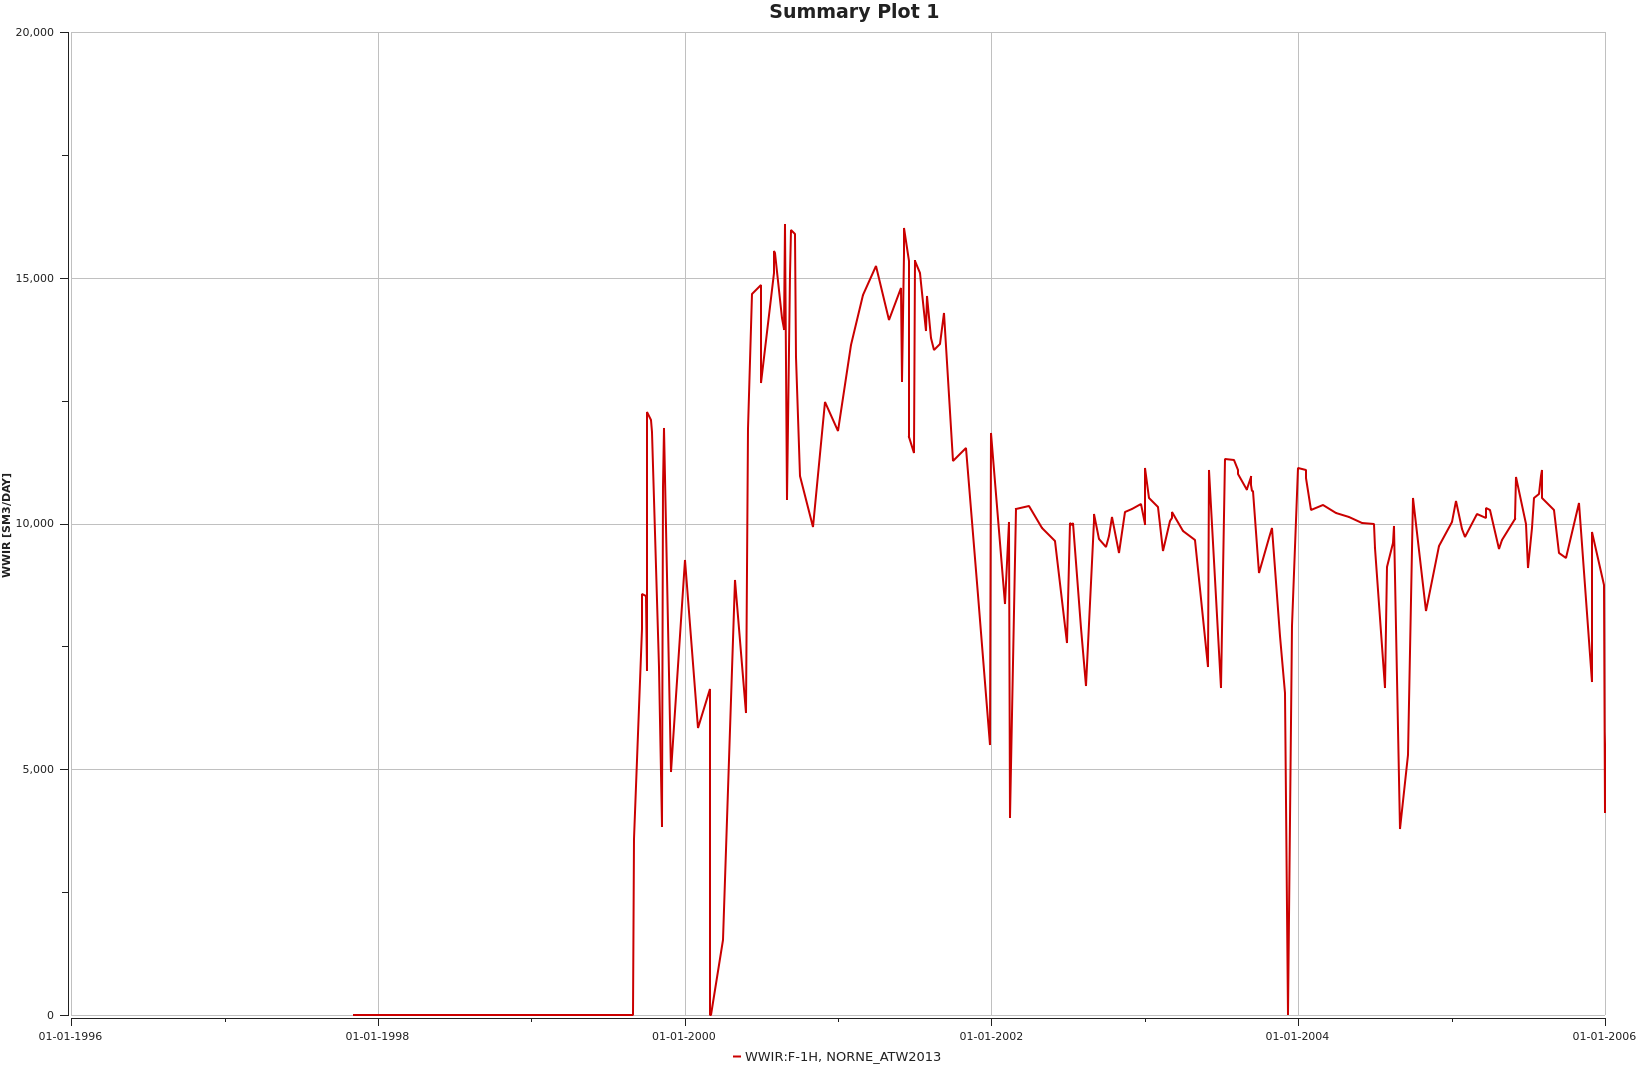 Summary Plot 1
WWIR [SM3/DAY]
20,000
15,000
10,000
5,000
0
01-01-1996 01-01-1998 01-01-2000 01-01-2002 01-01-2004 01-01-2006
WWIR:F-1H, NORNE_ATW2013